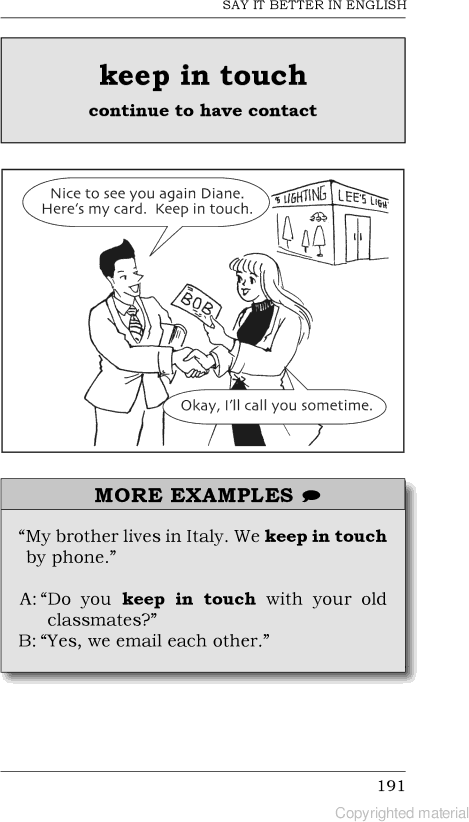 SAY IT BETTER IN ENGLISH
keep in touch
continue to have contact
Nice to see you again Diane.
Here's my card. Keep in touch.
LIGHTING
LEE'S LIGH
BOB
Okay, I'll call you sometime.
MORE EXAMPLES
“My brother lives in Italy. We keep in touch
by phone.”
A: “Do you keep in touch with your old
classmates?”
B: “Yes, we email each other.”
191
Copyrighted material